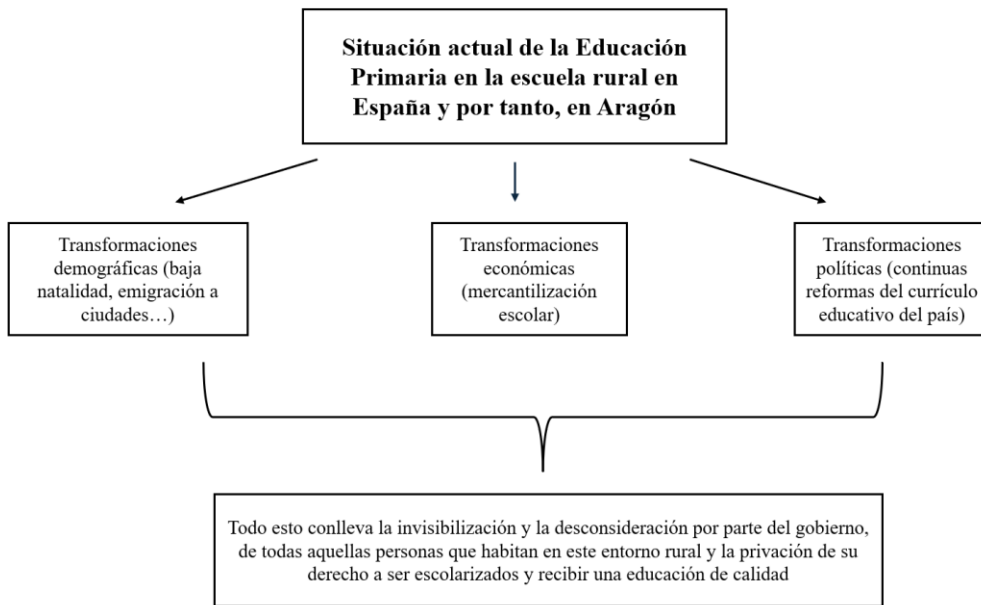 Situación actual de la Educación
Primaria en la escuela rural en
España y por tanto, en Aragón
Transformaciones
demográficas (baja
natalidad, emigración a
ciudades…)
Transformaciones
económicas
(mercantilización
escolar)
Transformaciones
políticas (continuas
reformas del currículo
educativo del país)
Todo esto conlleva la invisibilización y la desconsideración por parte del gobierno,
de todas aquellas personas que habitan en este entorno rural y la privación de su
derecho a ser escolarizados y recibir una educación de calidad